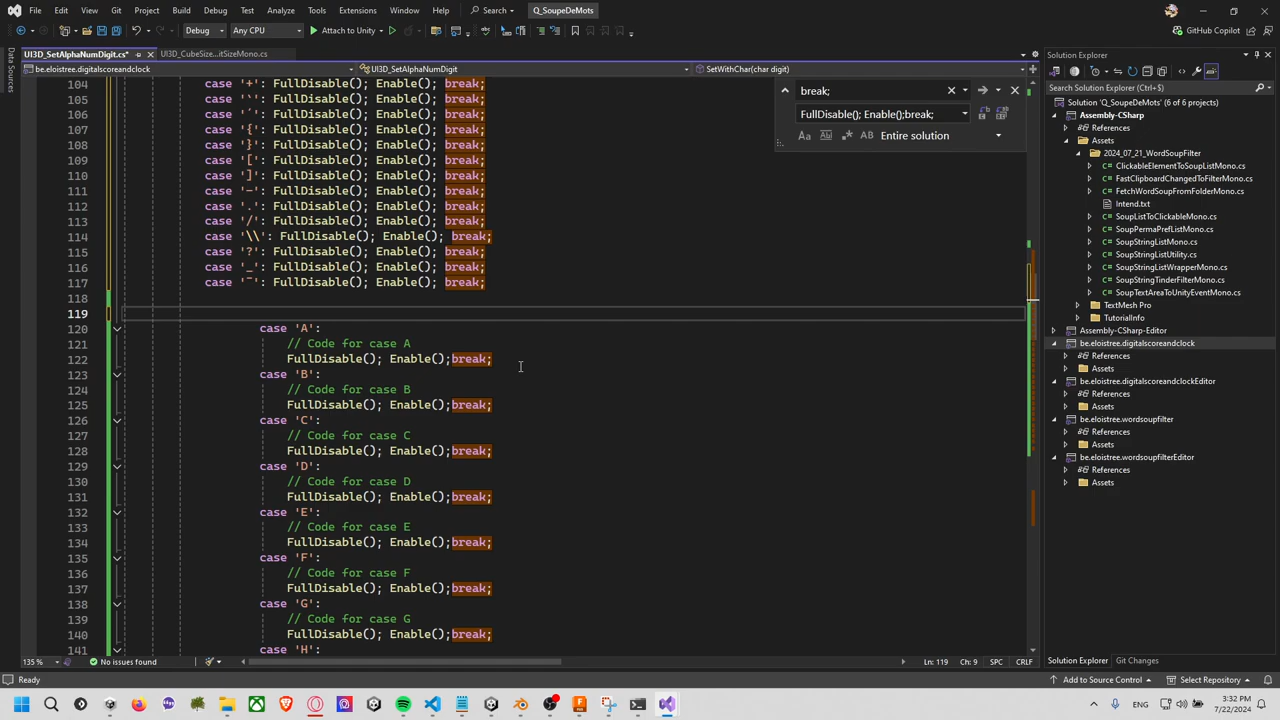 File Edit View Git Project Build Debug Test Analyze Tools Extensions Window Help Search Q_SoupeDeMots
Debug Any CPU Attach to Unity GitHub Copilot
UI3D_SetAlphaNumDigit.cs* UI3D_CubeSize...itSizeMono.cs
be.eloistree.digitalscoreandclock UI3D_SetAlphaNumDigit SetWithChar(char digit)
Data Sources
break;
FullDisable(); Enable();break;
Aa Ab AB Entire solution
104 case '+': FullDisable(); Enable(); break;
105 case '`': FullDisable(); Enable(); break;
106 case '´': FullDisable(); Enable(); break;
107 case '{': FullDisable(); Enable(); break;
108 case '}': FullDisable(); Enable(); break;
109 case '[': FullDisable(); Enable(); break;
110 case ']': FullDisable(); Enable(); break;
111 case '-': FullDisable(); Enable(); break;
112 case '.': FullDisable(); Enable(); break;
113 case '/': FullDisable(); Enable(); break;
114 case '\\': FullDisable(); Enable(); break;
115 case '?': FullDisable(); Enable(); break;
116 case '_': FullDisable(); Enable(); break;
117 case '¯': FullDisable(); Enable(); break;
118
119
120 case 'A':
121 // Code for case A
122 FullDisable(); Enable();break;
123 case 'B':
124 // Code for case B
125 FullDisable(); Enable();break;
126 case 'C':
127 // Code for case C
128 FullDisable(); Enable();break;
129 case 'D':
130 // Code for case D
131 FullDisable(); Enable();break;
132 case 'E':
133 // Code for case E
134 FullDisable(); Enable();break;
135 case 'F':
136 // Code for case F
137 FullDisable(); Enable();break;
138 case 'G':
139 // Code for case G
140 FullDisable(); Enable();break;
141 case 'H':
Solution Explorer
Search Solution Explorer (Ctrl+$)
Solution 'Q_SoupeDeMots' (6 of 6 projects)
Assembly-CSharp
References
Assets
2024_07_21_WordSoupFilter
C# ClickableElementToSoupListMono.cs
C# FastClipboardChangedToFilterMono.cs
C# FetchWordSoupFromFolderMono.cs
Intend.txt
C# SoupListToClickableMono.cs
C# SoupPermaPrefListMono.cs
C# SoupStringListMono.cs
C# SoupStringListUtility.cs
C# SoupStringListWrapperMono.cs
C# SoupStringTinderFilterMono.cs
C# SoupTextAreaToUnityEventMono.cs
TextMesh Pro
TutorialInfo
Assembly-CSharp-Editor
be.eloistree.digitalscoreandclock
References
Assets
be.eloistree.digitalscoreandclockEditor
References
Assets
be.eloistree.wordsoupfilter
References
Assets
be.eloistree.wordsoupfilterEditor
References
Assets
135 % No issues found Ln: 119 Ch: 9 SPC CRLF
Solution Explorer Git Changes
Ready Add to Source Control Select Repository
ENG 3:32 PM
7/22/2024